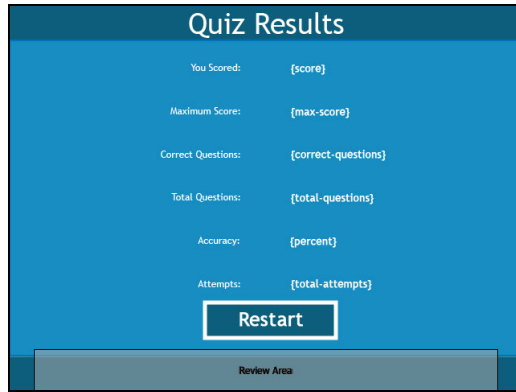 Quiz Results
You Scored: {score}
Maximum Score: {max-score}
Correct Questions: {correct-questions}
Total Questions: {total-questions}
Accuracy: {percent}
Attempts: {total-attempts}
Restart
Review Area